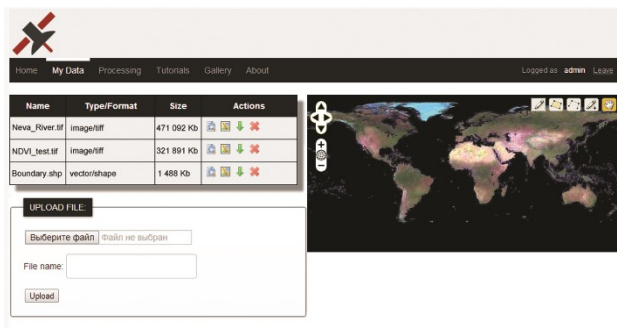 Home My Data Processing Tutorials Gallery About Logged as admin Leave
Name Type/Format Size Actions
Neva_River.tif image/tiff 471 092 Kb
NDVI_test.tif image/tiff 321 891 Kb
Boundary.shp vector/shape 1 488 Kb
UPLOAD FILE:
Выберите файл Файл не выбран
File name:
Upload